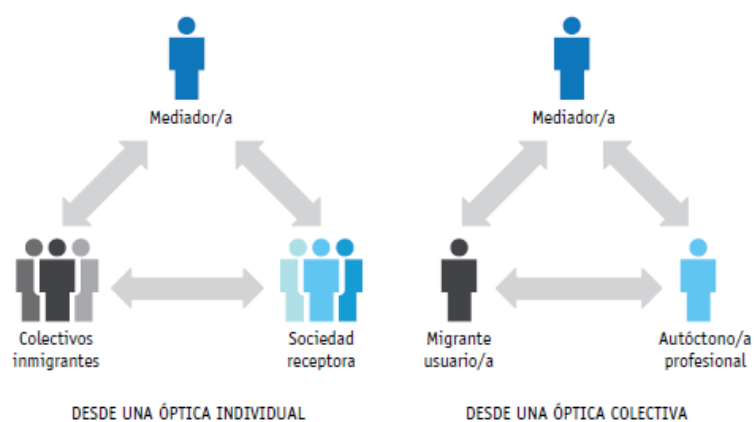 Mediador/a
Mediador/a
Colectivos
inmigrantes
Sociedad
receptora
Migrante
usuario/a
Autóctono/a
profesional
DESDE UNA ÓPTICA INDIVIDUAL
DESDE UNA ÓPTICA COLECTIVA